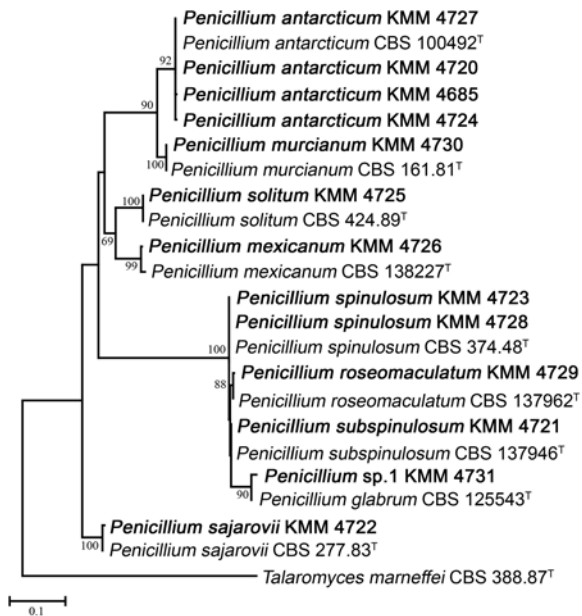 Penicillium antarcticum KMM 4727
Penicillium antarcticum CBS 100492ᵀ
92
Penicillium antarcticum KMM 4720
Penicillium antarcticum KMM 4685
90
Penicillium antarcticum KMM 4724
Penicillium murcianum KMM 4730
100
Penicillium murcianum CBS 161.81ᵀ
Penicillium solitum KMM 4725
100
Penicillium solitum CBS 424.89ᵀ
69
Penicillium mexicanum KMM 4726
99
Penicillium mexicanum CBS 138227ᵀ
Penicillium spinulosum KMM 4723
Penicillium spinulosum KMM 4728
100
Penicillium spinulosum CBS 374.48ᵀ
Penicillium roseomaculatum KMM 4729
88
Penicillium roseomaculatum CBS 137962ᵀ
Penicillium subspinulosum KMM 4721
Penicillium subspinulosum CBS 137946ᵀ
Penicillium sp.1 KMM 4731
90
Penicillium glabrum CBS 125543ᵀ
Penicillium sajarovii KMM 4722
100
Penicillium sajarovii CBS 277.83ᵀ
Talaromyces marneffei CBS 388.87ᵀ
0.1